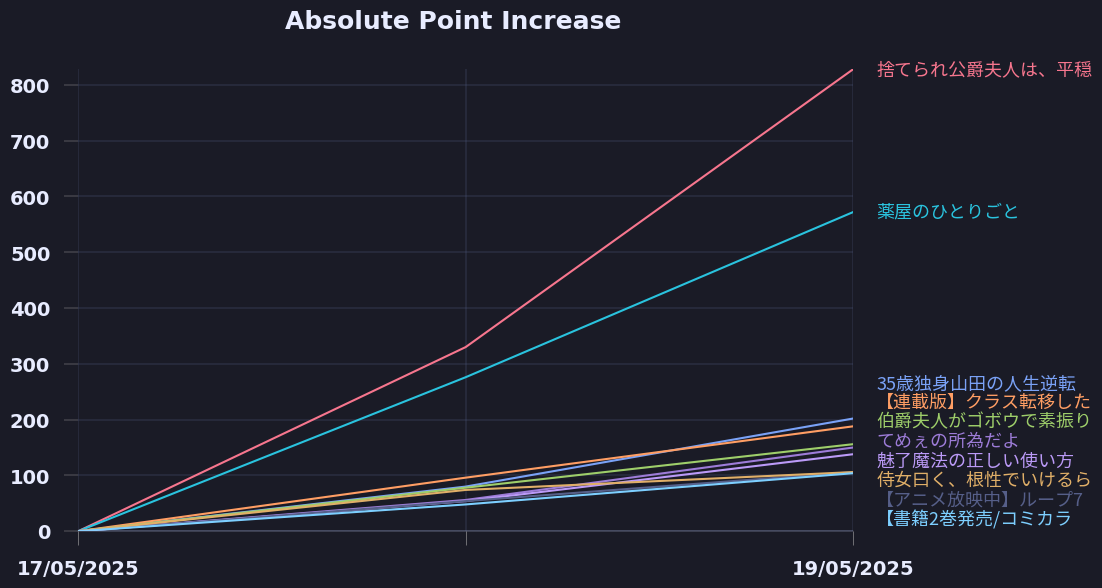 Absolute Point Increase
800
700
600
500
400
300
200
100
0
17/05/2025
19/05/2025
捨てられ公爵夫人は、平穏
薬屋のひとりごと
35歳独身山田の人生逆転
【連載版】クラス転移した
伯爵夫人がゴボウで素振り
てめぇの所為だよ
魅了魔法の正しい使い方
侍女曰く、根性でいけるら
【アニメ放映中】ループ7
【書籍2巻発売/コミカラ